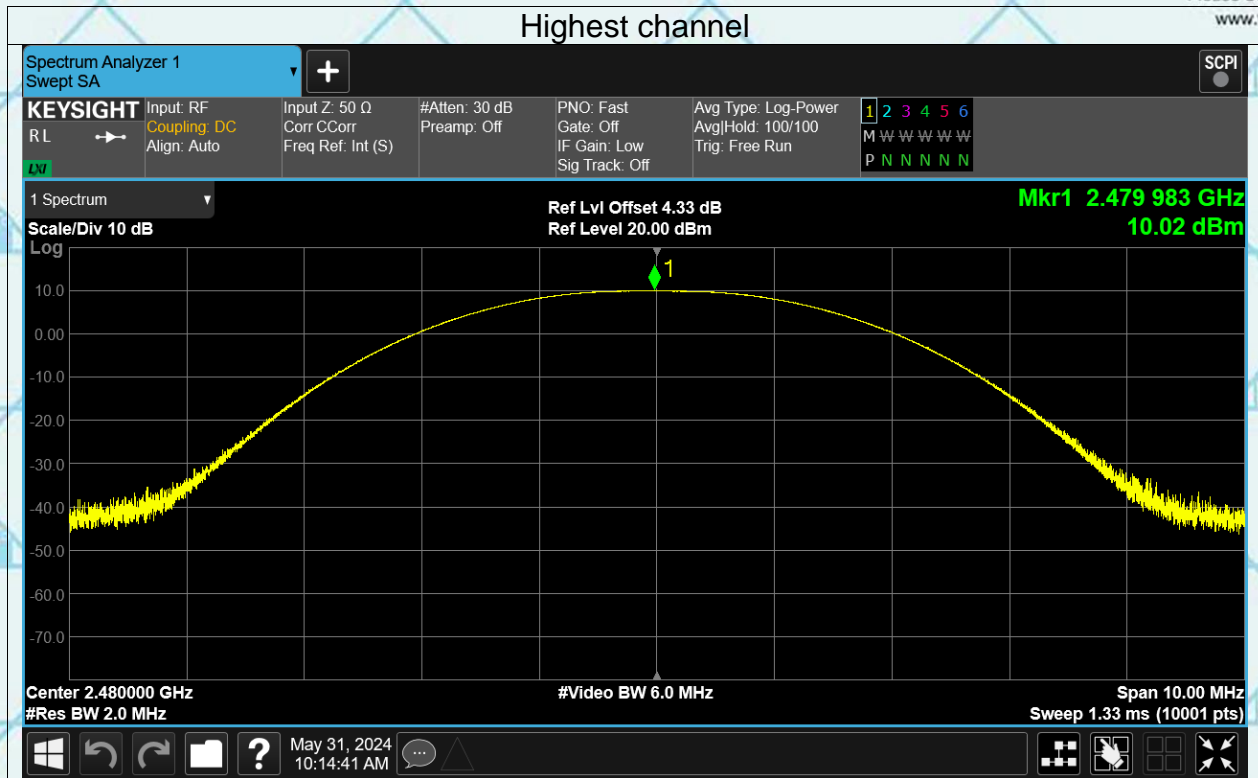 www.
Highest channel
Spectrum Analyzer 1
Swept SA
+
SCPI
KEYSIGHT
R L
LXI
Input: RF
Coupling: DC
Align: Auto
Input Z: 50 Ω
Corr CCorr
Freq Ref: Int (S)
#Atten: 30 dB
Preamp: Off
PNO: Fast
Gate: Off
IF Gain: Low
Sig Track: Off
Avg Type: Log-Power
Avg|Hold: 100/100
Trig: Free Run
1 2 3 4 5 6
M W W W W W
P N N N N N
1 Spectrum
Scale/Div 10 dB
Ref Lvl Offset 4.33 dB
Ref Level 20.00 dBm
Mkr1 2.479 983 GHz
10.02 dBm
Log
1
10.0
0.00
-10.0
-20.0
-30.0
-40.0
-50.0
-60.0
-70.0
Center 2.480000 GHz
#Video BW 6.0 MHz
Span 10.00 MHz
#Res BW 2.0 MHz
Sweep 1.33 ms (10001 pts)
?
May 31, 2024
10:14:41 AM